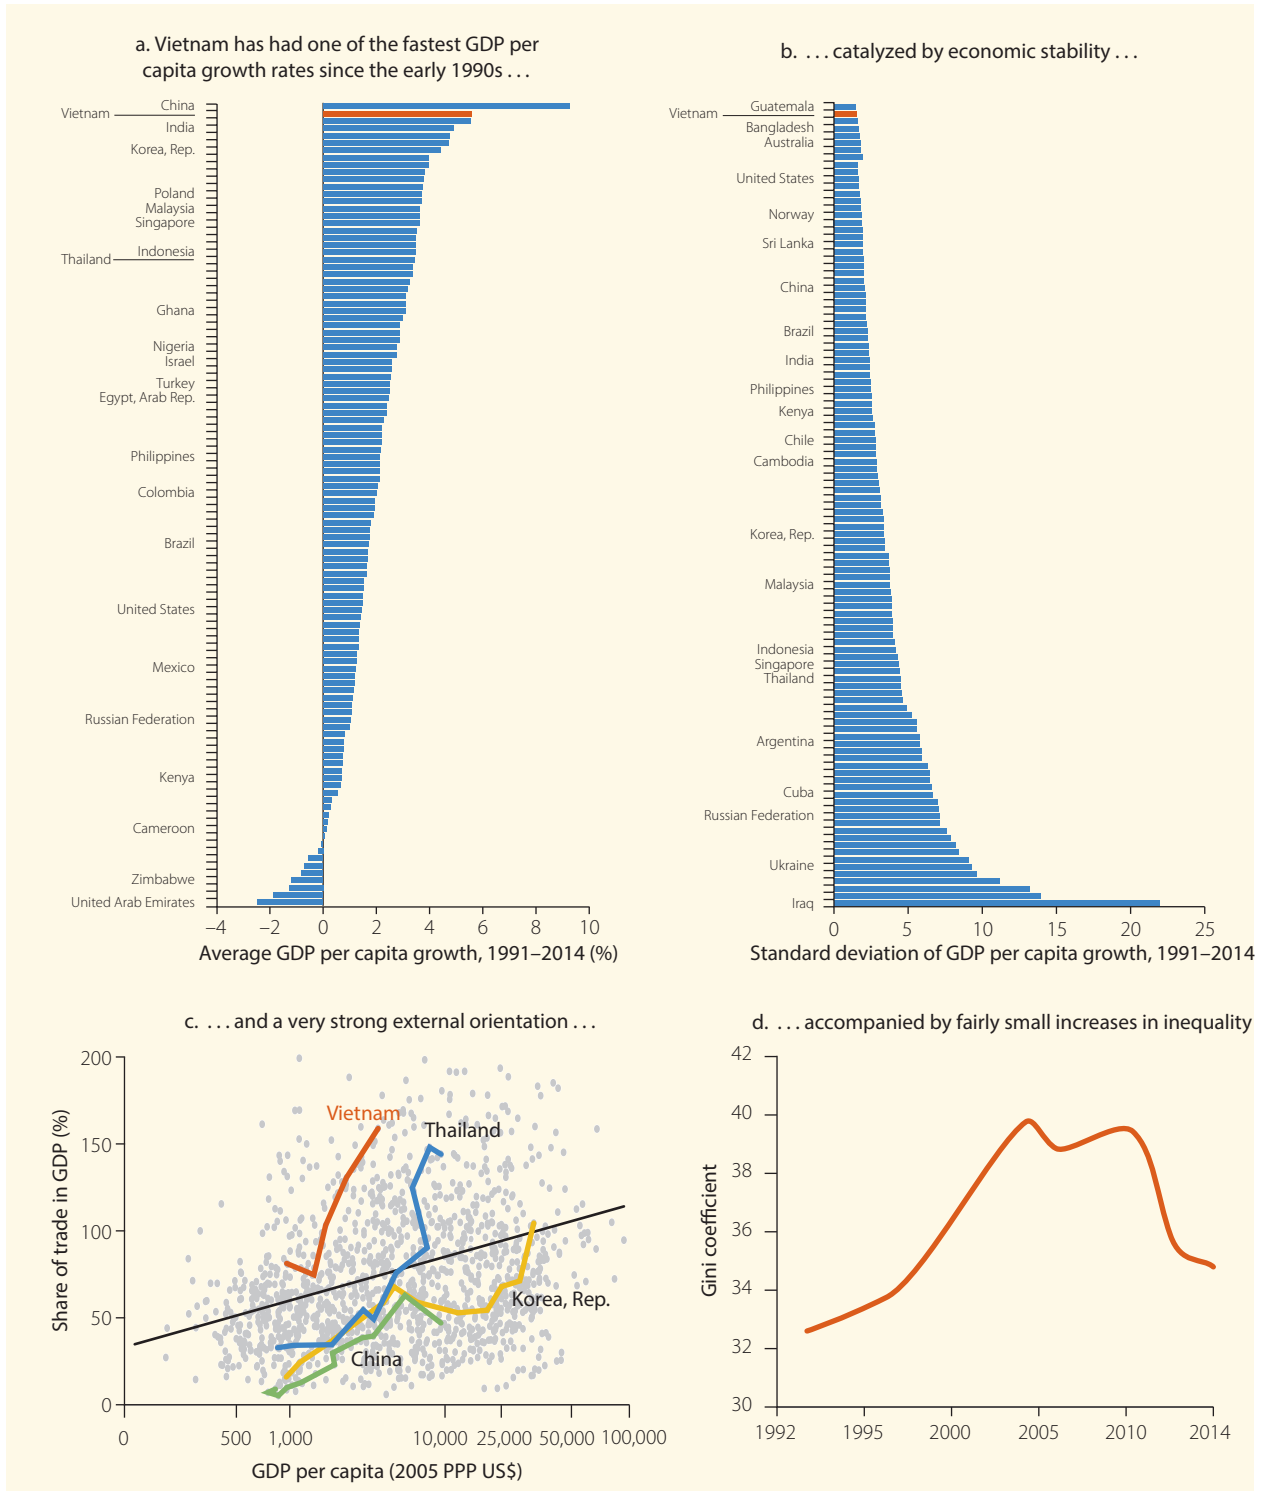 a. Vietnam has had one of the fastest GDP per
capita growth rates since the early 1990s . . .
China
Vietnam
India
Korea, Rep.
Poland
Malaysia
Singapore
Indonesia
Thailand
Ghana
Nigeria
Israel
Turkey
Egypt, Arab Rep.
Philippines
Colombia
Brazil
United States
Mexico
Russian Federation
Kenya
Cameroon
Zimbabwe
United Arab Emirates
–4 –2 0 2 4 6 8 10
Average GDP per capita growth, 1991–2014 (%)
b. . . . catalyzed by economic stability . . .
Guatemala
Vietnam
Bangladesh
Australia
United States
Norway
Sri Lanka
China
Brazil
India
Philippines
Kenya
Chile
Cambodia
Korea, Rep.
Malaysia
Indonesia
Singapore
Thailand
Argentina
Cuba
Russian Federation
Ukraine
Iraq
0 5 10 15 20 25
Standard deviation of GDP per capita growth, 1991–2014
c. . . . and a very strong external orientation . . .
Share of trade in GDP (%)
200
150
100
50
0
Vietnam
Thailand
Korea, Rep.
China
0 500 1,000 10,000 25,000 50,000 100,000
GDP per capita (2005 PPP US$)
d. . . . accompanied by fairly small increases in inequality
Gini coefficient
42
40
38
36
34
32
30
1992 1995 2000 2005 2010 2014